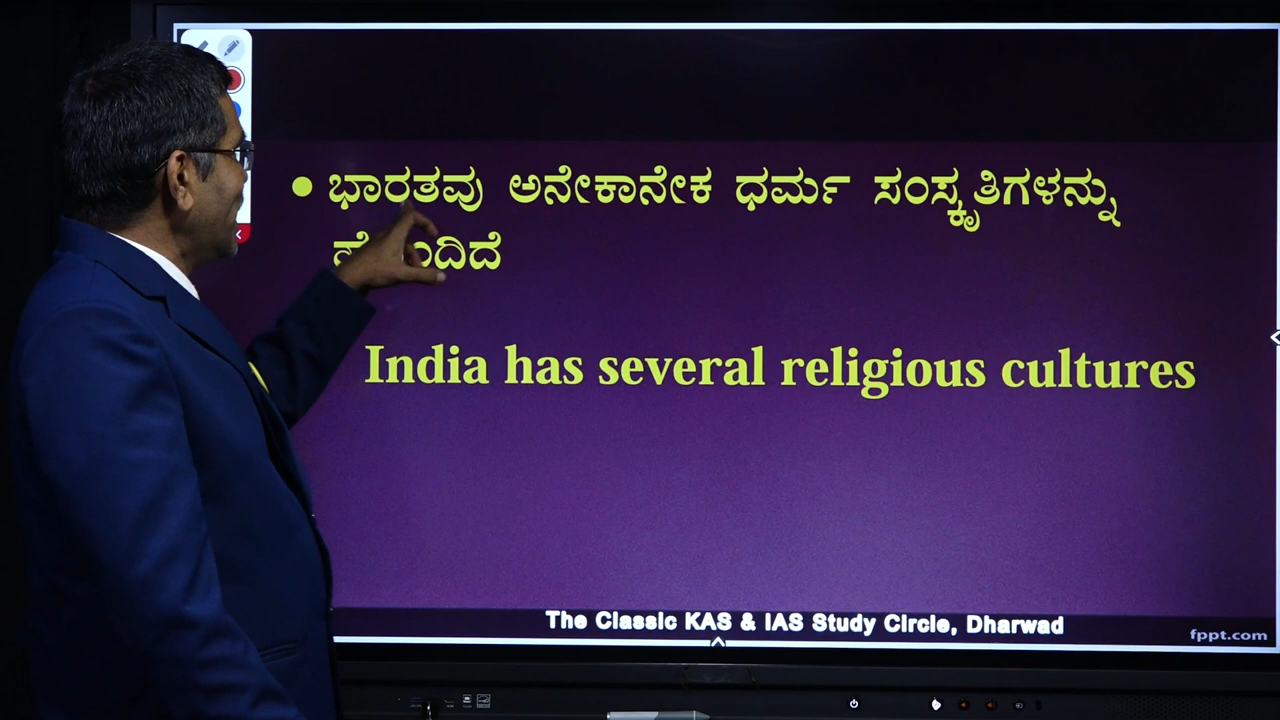 • ಭಾರತವು ಅನೇಕಾನೇಕ ಧರ್ಮ ಸಂಸ್ಕೃತಿಗಳನ್ನು
India has several religious cultures
The Classic KAS & IAS Study Circle, Dharwad
fppt.com